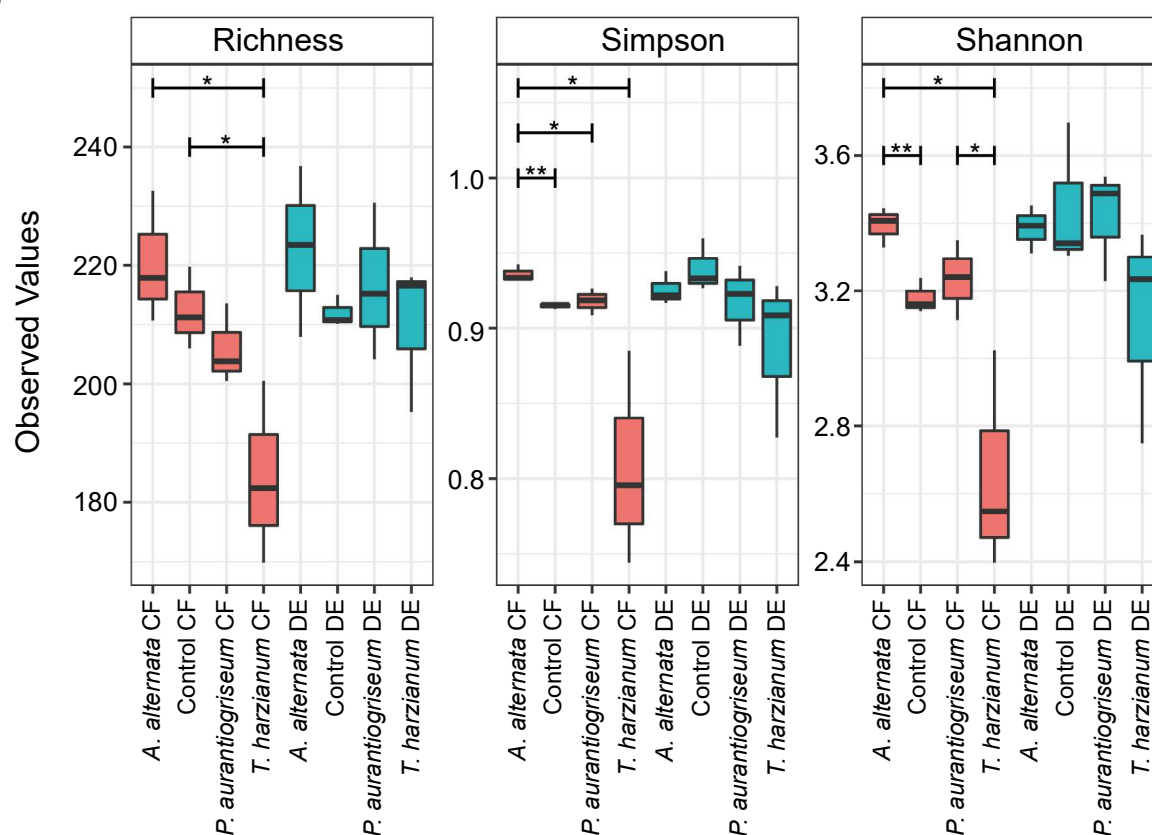 Richness
Simpson
Shannon
Observed Values
240
220
200
180
*
*
A. alternata CF
Control CF
P. aurantiogriseum CF
T. harzianum CF
A. alternata DE
Control DE
P. aurantiogriseum DE
T. harzianum DE
1.0
0.9
0.8
*
*
**
A. alternata CF
Control CF
P. aurantiogriseum CF
T. harzianum CF
A. alternata DE
Control DE
P. aurantiogriseum DE
T. harzianum DE
3.6
3.2
2.8
2.4
*
**
*
A. alternata CF
Control CF
P. aurantiogriseum CF
T. harzianum CF
A. alternata DE
Control DE
P. aurantiogriseum DE
T. harzianum DE